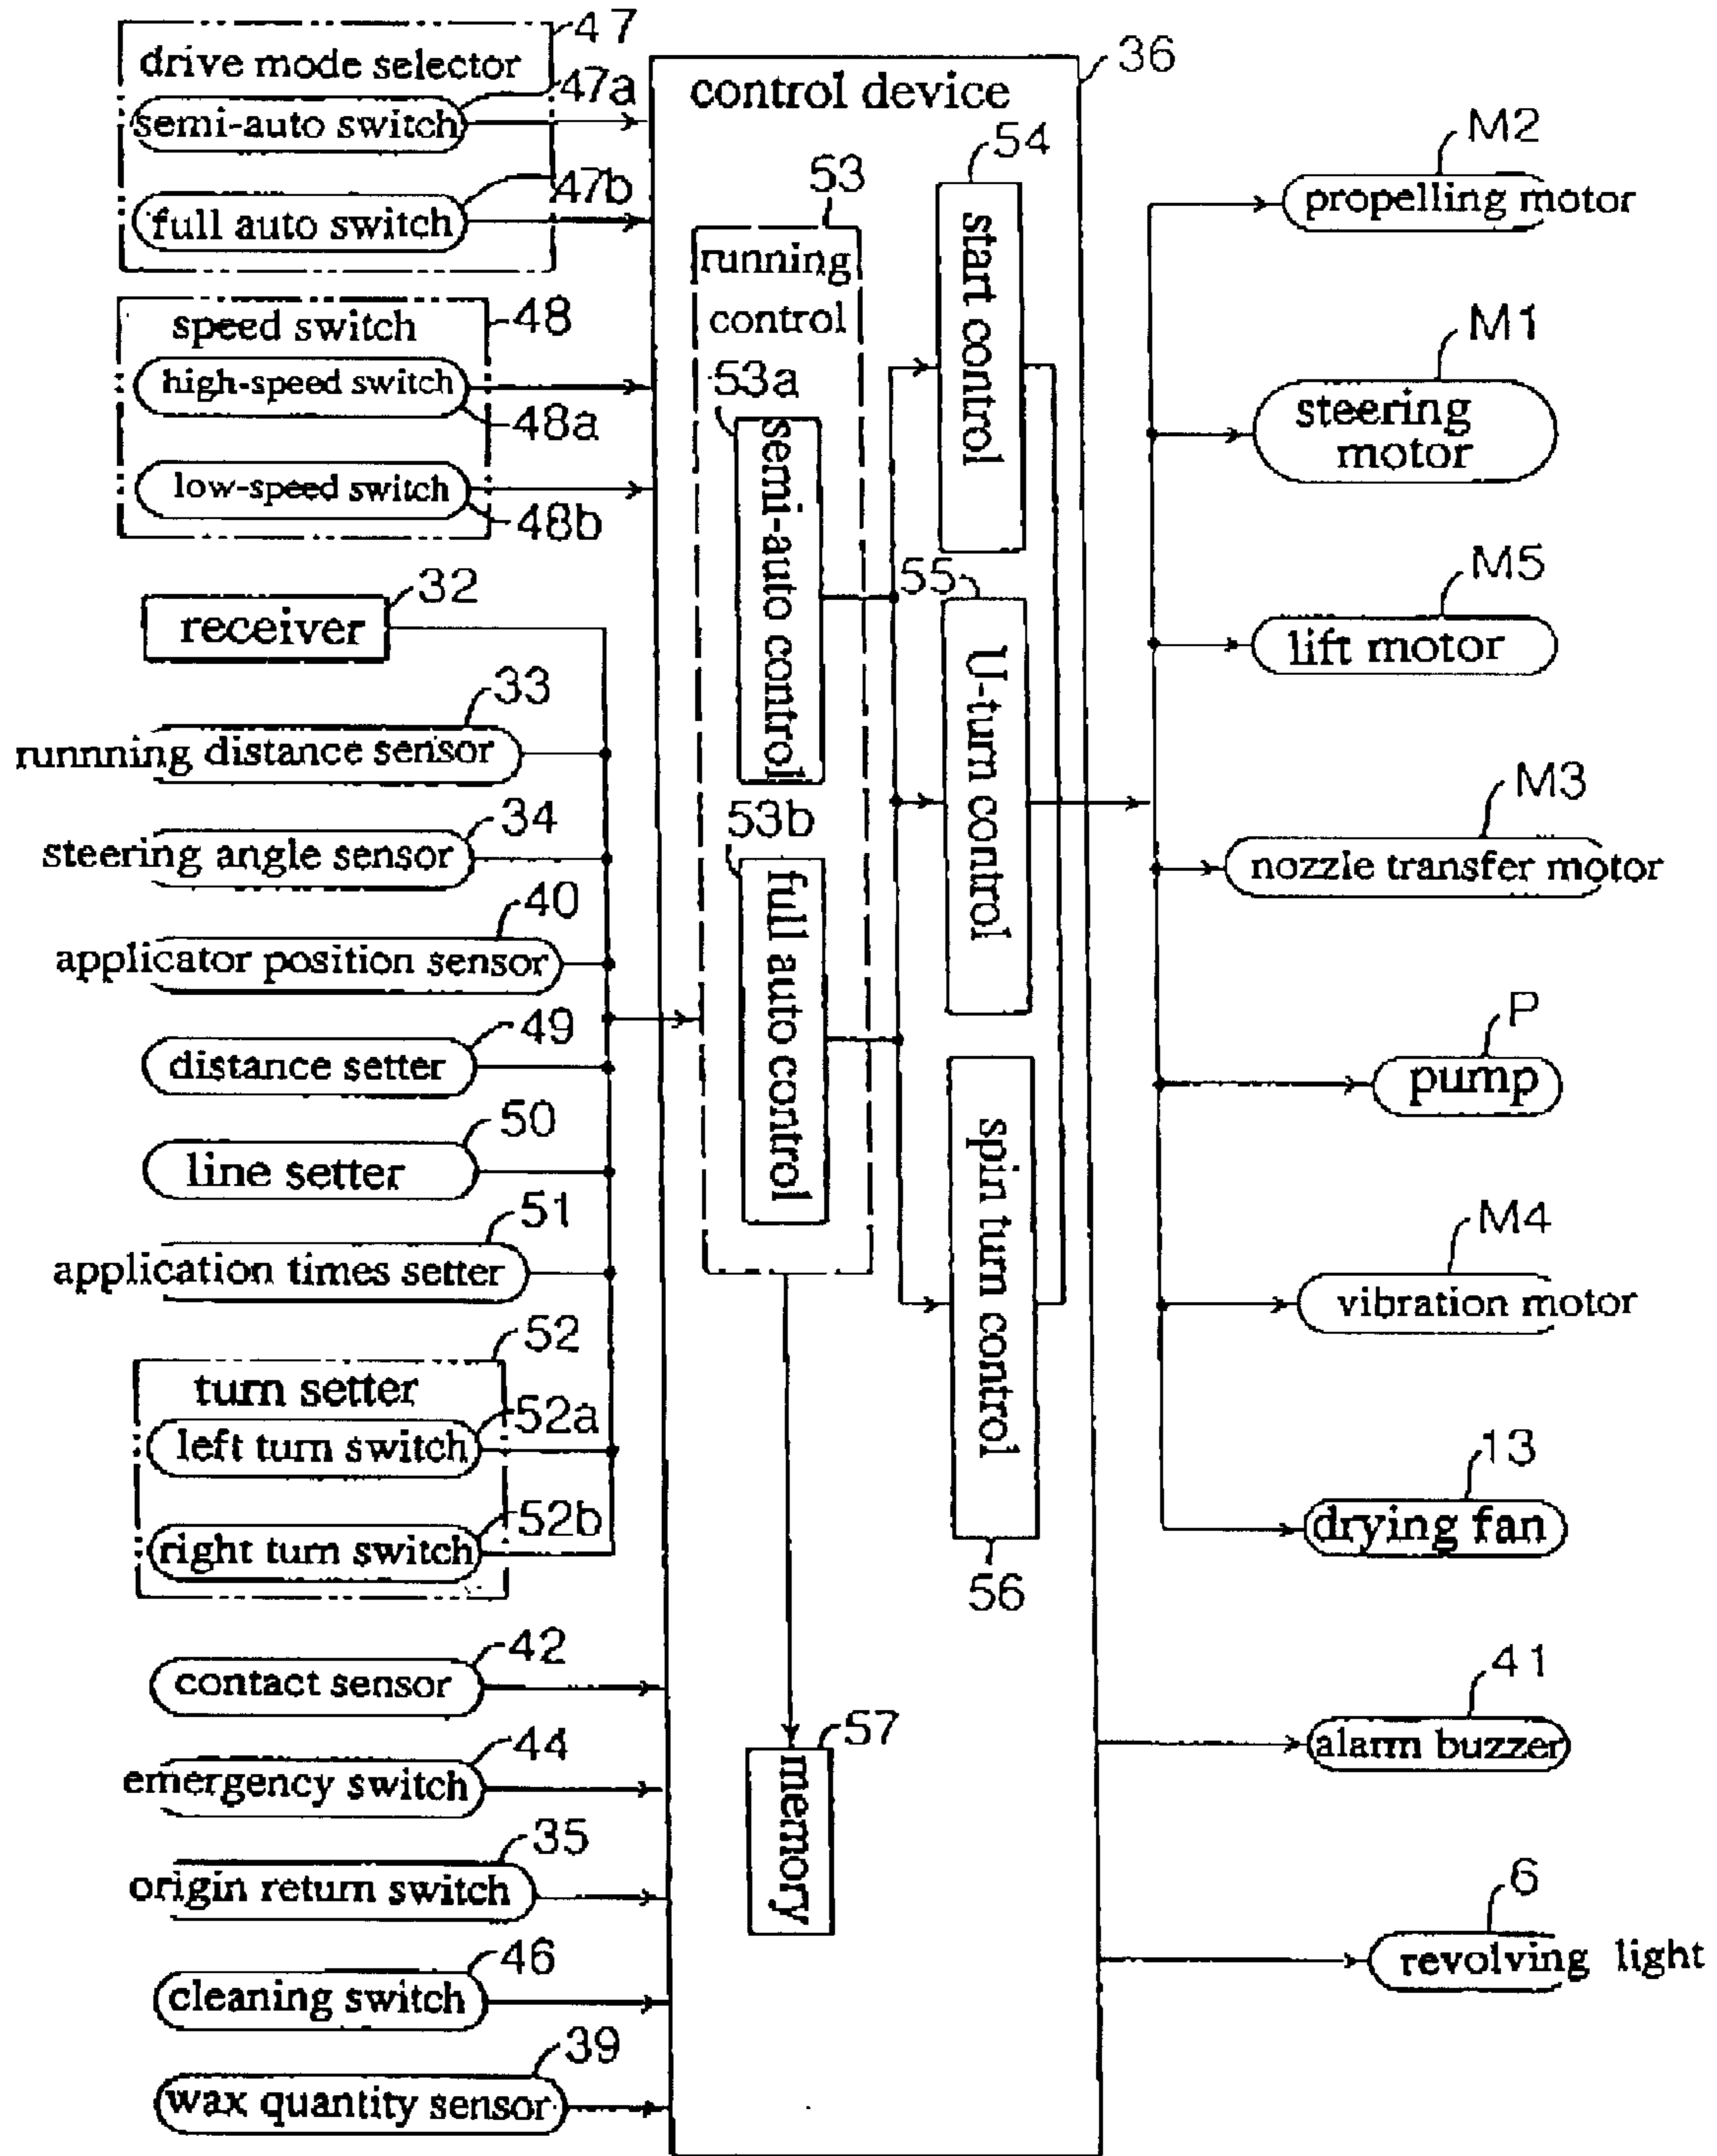 47
drive mode selector
47a
semi-auto switch
47b
full auto switch
speed switch
48
high-speed switch
48a
low-speed switch
48b
32
receiver
33
runnning distance sensor
34
steering angle sensor
40
applicator position sensor
49
distance setter
50
line setter
51
application times setter
52
turn setter
52a
left turn switch
52b
right turn switch
42
contact sensor
44
emergency switch
35
origin return switch
46
cleaning switch
39
wax quantity sensor
36
control device
53
running
control
53a
semi-auto control
53b
full auto control
54
start control
55
U-turn control
spin turn control
56
57
memory
M2
propelling motor
M1
steering
motor
M5
lift motor
M3
nozzle transfer motor
P
pump
M4
vibration motor
13
drying fan
41
alarm buzzer
6
revolving light